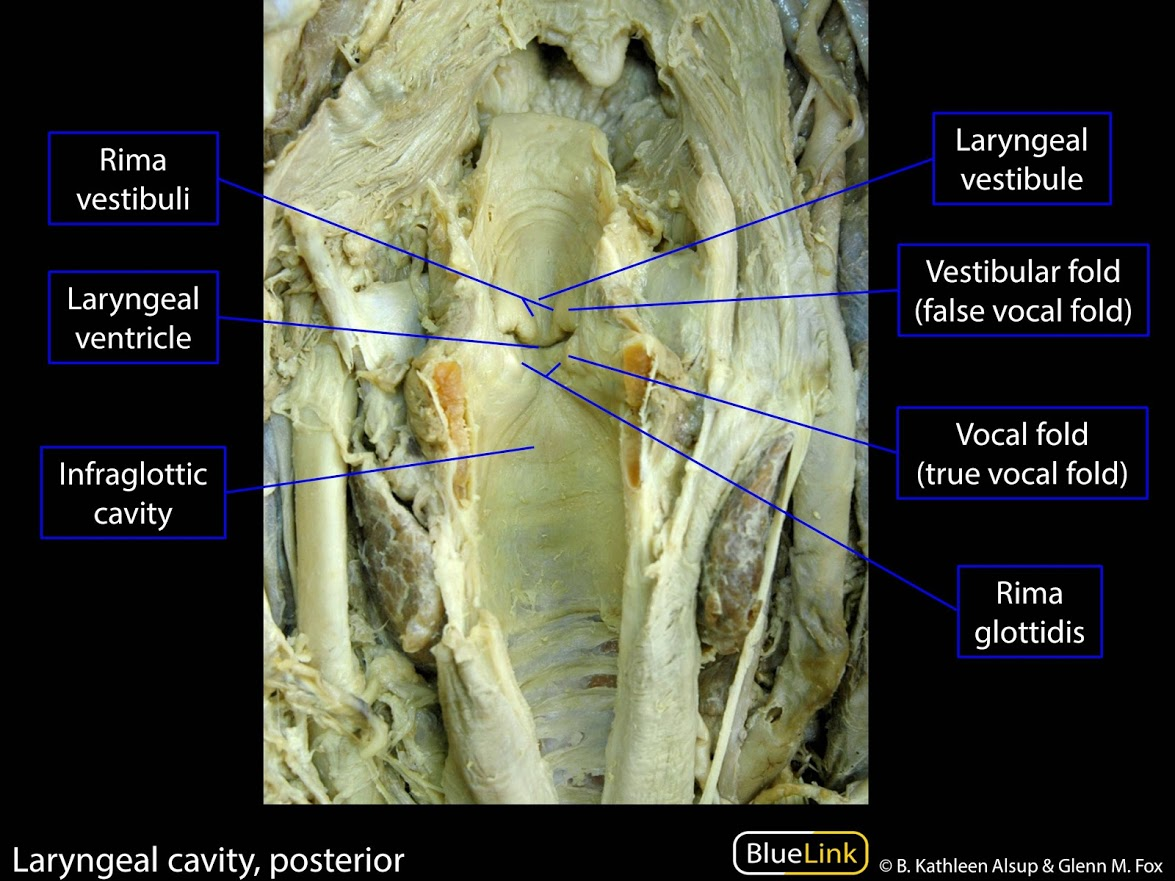 Rima
vestibuli
Laryngeal
ventricle
Infraglottic
cavity
Laryngeal
vestibule
Vestibular fold
(false vocal fold)
Vocal fold
(true vocal fold)
Rima
glottidis
Laryngeal cavity, posterior
BlueLink
© B. Kathleen Alsup & Glenn M. Fox